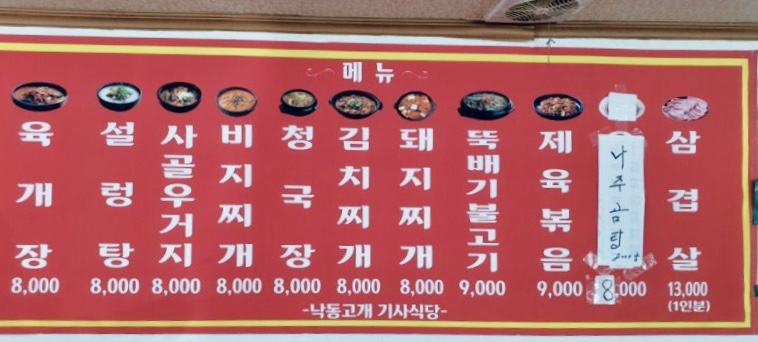 메뉴
육개장
설렁탕
사골우거지
비지찌개
청국장
김치찌개
돼지찌개
뚝배기불고기
제육볶음
나주곰탕
삼겹살
8,000 8,000 8,000 8,000 8,000 8,000 8,000 9,000 9,000 8,000 13,000
(1인분)
-낙동고개 기사식당-